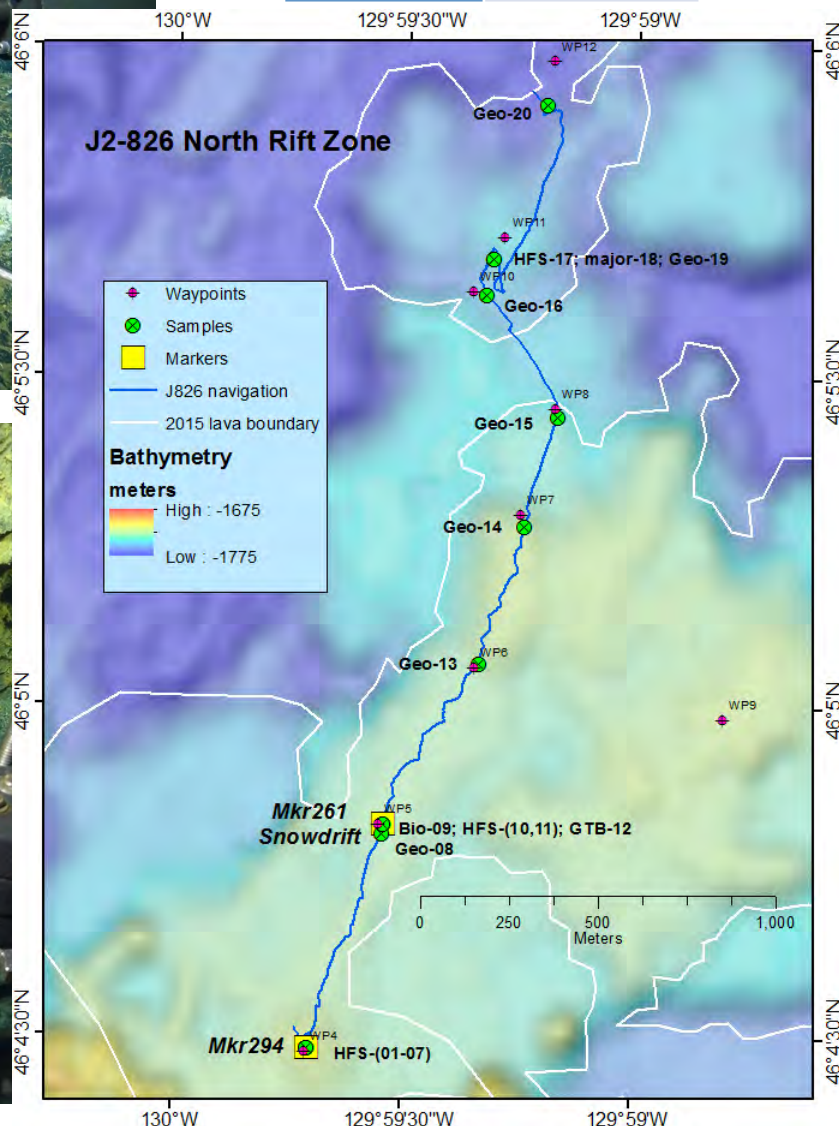 130°W 129°59'30"W 129°59'W
46°6'N 46°6'N
WP12
Geo-20
J2-826 North Rift Zone
WP11
HFS-17; major-18; Geo-19
WP10
Geo-16
Waypoints
Samples
Markers
J826 navigation
2015 lava boundary
Bathymetry
meters
High : -1675
Low : -1775
46°5'30"N 46°5'30"N
WP8
Geo-15
WP7
Geo-14
WP6
Geo-13
46°5'N 46°5'N
WP9
WP5
Mkr261
Snowdrift
Bio-09; HFS-(10,11); GTB-12
Geo-08
0 250 500 1,000
Meters
46°4'30"N 46°4'30"N
WP4
Mkr294
HFS-(01-07)
130°W 129°59'30"W 129°59'W